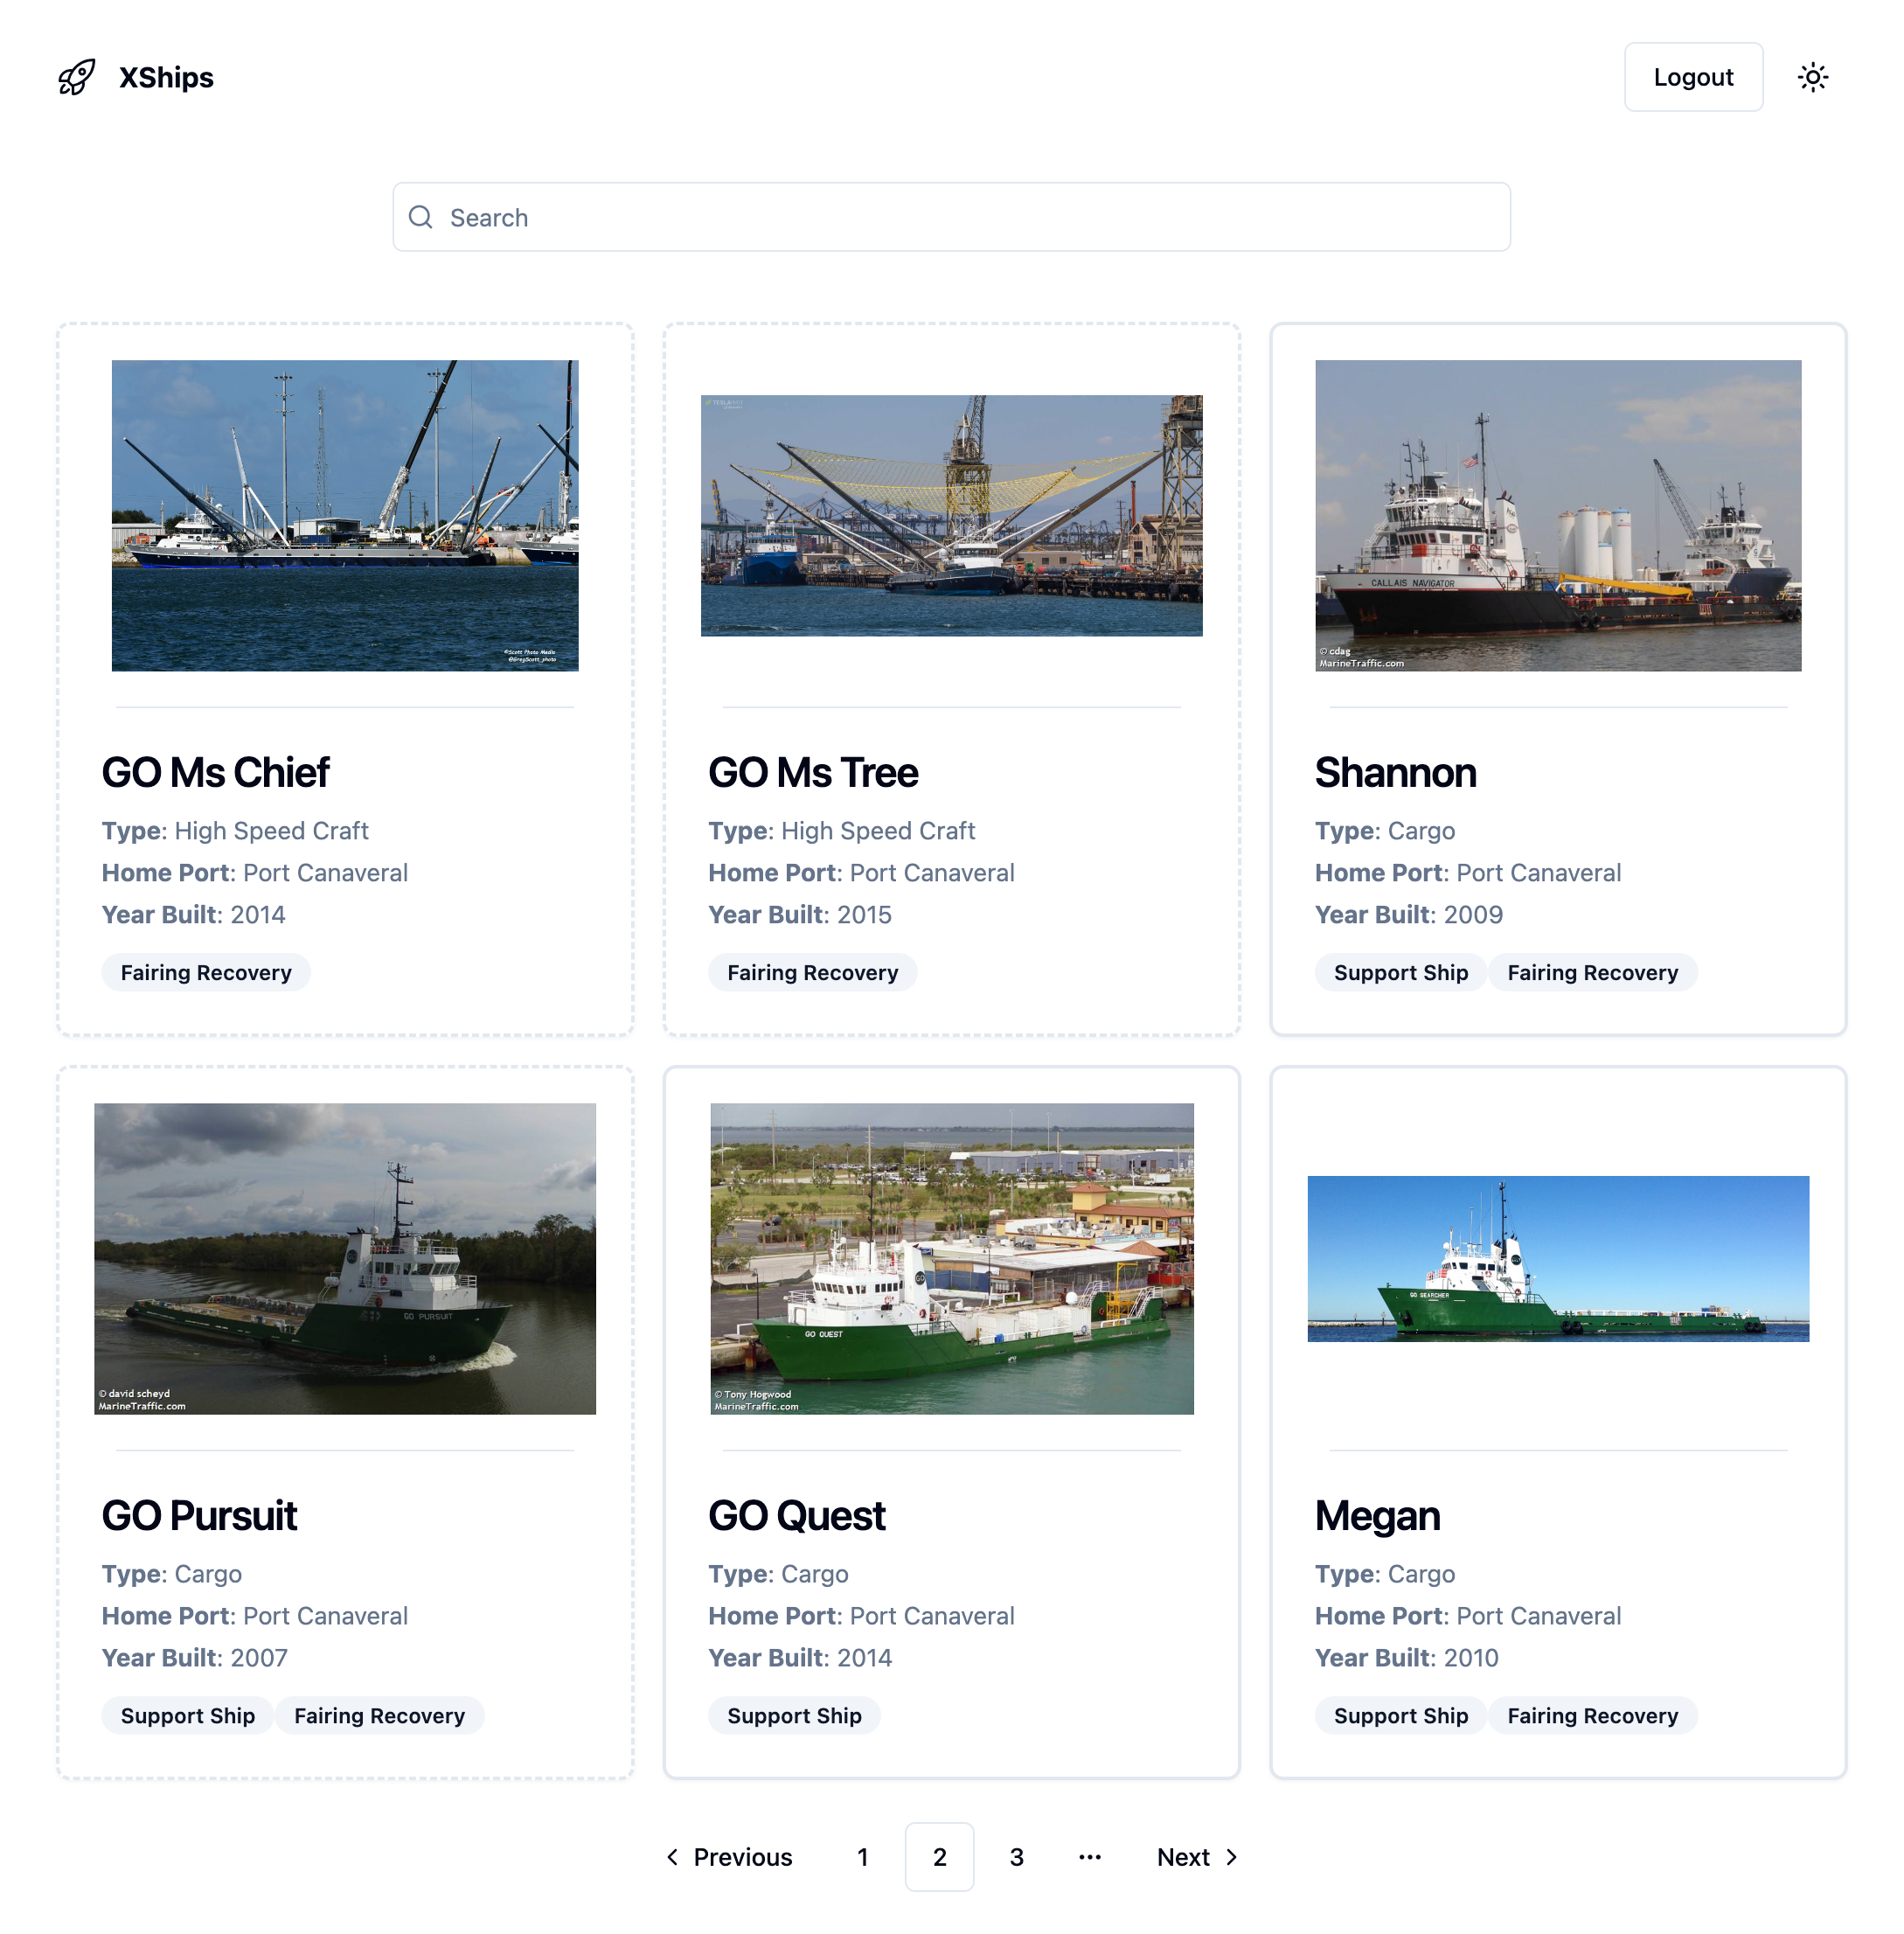 XShips
Logout
Search
© Scott Photo Media
@GregScott_photo
CALLAIS NAVIGATOR
© cdag
MarineTraffic.com
GO Ms Chief
Type: High Speed Craft
Home Port: Port Canaveral
Year Built: 2014
Fairing Recovery
GO Ms Tree
Type: High Speed Craft
Home Port: Port Canaveral
Year Built: 2015
Fairing Recovery
Shannon
Type: Cargo
Home Port: Port Canaveral
Year Built: 2009
Support Ship Fairing Recovery
GO PURSUIT
© david scheyd
MarineTraffic.com
GO
GO QUEST
© Tony Hogwood
MarineTraffic.com
GO SEARCHER
GO Pursuit
Type: Cargo
Home Port: Port Canaveral
Year Built: 2007
Support Ship Fairing Recovery
GO Quest
Type: Cargo
Home Port: Port Canaveral
Year Built: 2014
Support Ship
Megan
Type: Cargo
Home Port: Port Canaveral
Year Built: 2010
Support Ship Fairing Recovery
Previous 1 2 3 ··· Next